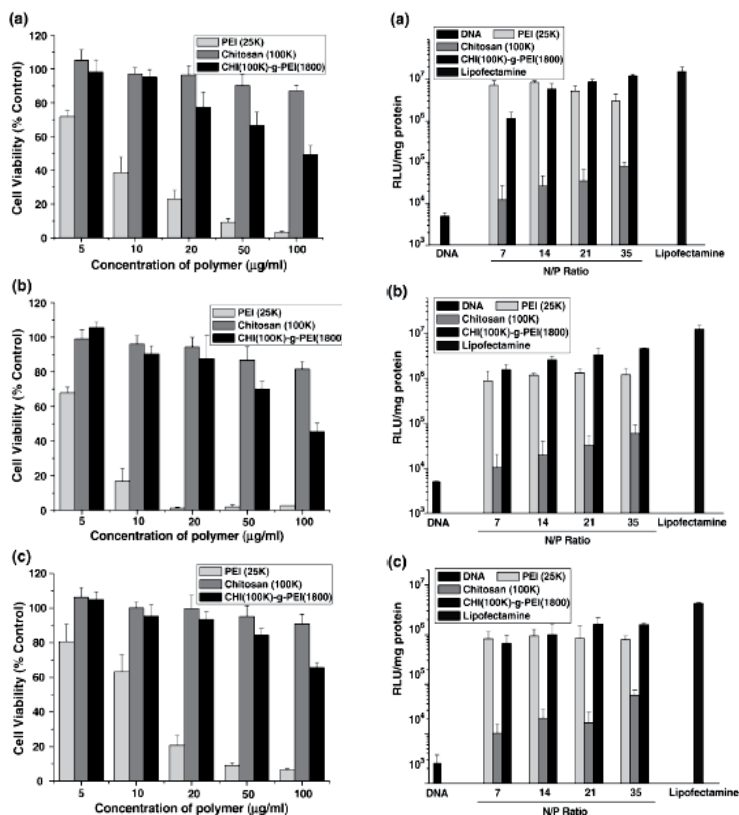 (a)
PEI (25K)
Chitosan (100K)
CHI(100K)-g-PEI(1800)
Cell Viability (% Control)
120
100
80
60
40
20
0
5 10 20 50 100
Concentration of polymer (μg/ml)
(b)
PEI (25K)
Chitosan (100K)
CHI(100K)-g-PEI(1800)
Cell Viability (% Control)
120
100
80
60
40
20
0
5 10 20 50 100
Concentration of polymer (μg/ml)
(c)
PEI (25K)
Chitosan (100K)
CHI(100K)-g-PEI(1800)
Cell Viability (% Control)
120
100
80
60
40
20
0
5 10 20 50 100
Concentration of polymer (μg/ml)
(a)
DNA PEI (25K)
Chitosan (100K)
CHI(100K)-g-PEI(1800)
Lipofectamine
RLU/mg protein
10⁷
10⁶
10⁵
10⁴
10³
DNA 7 14 21 35 Lipofectamine
N/P Ratio
(b)
DNA PEI (25K)
Chitosan (100K)
CHI(100K)-g-PEI(1800)
Lipofectamine
RLU/mg protein
10⁷
10⁶
10⁵
10⁴
10³
DNA 7 14 21 35 Lipofectamine
N/P Ratio
(c)
DNA PEI (25K)
Chitosan (100K)
CHI(100K)-g-PEI(1800)
Lipofectamine
RLU/mg protein
10⁷
10⁶
10⁵
10⁴
10³
DNA 7 14 21 35 Lipofectamine
N/P Ratio